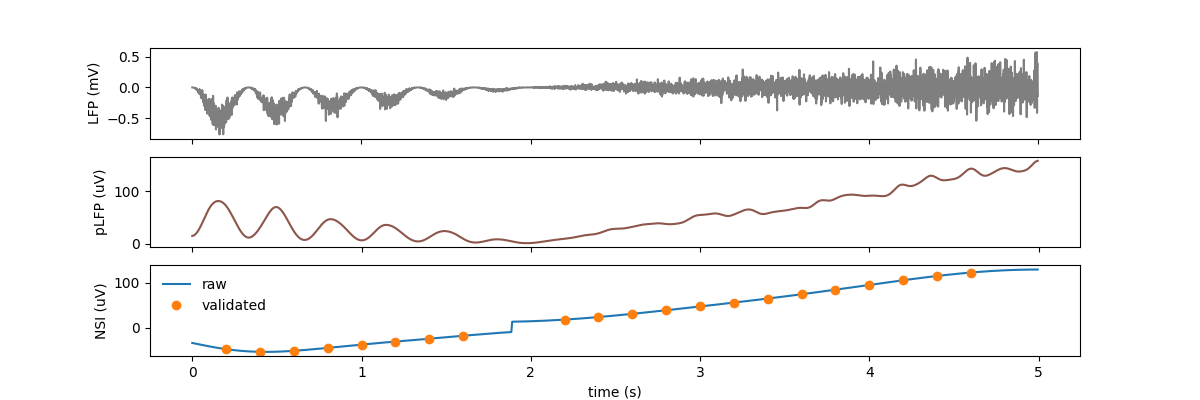 LFP (mV)
0.5
0.0
−0.5
pLFP (uV)
100
0
NSI (uV)
100
0
raw
validated
0 1 2 3 4 5
time (s)